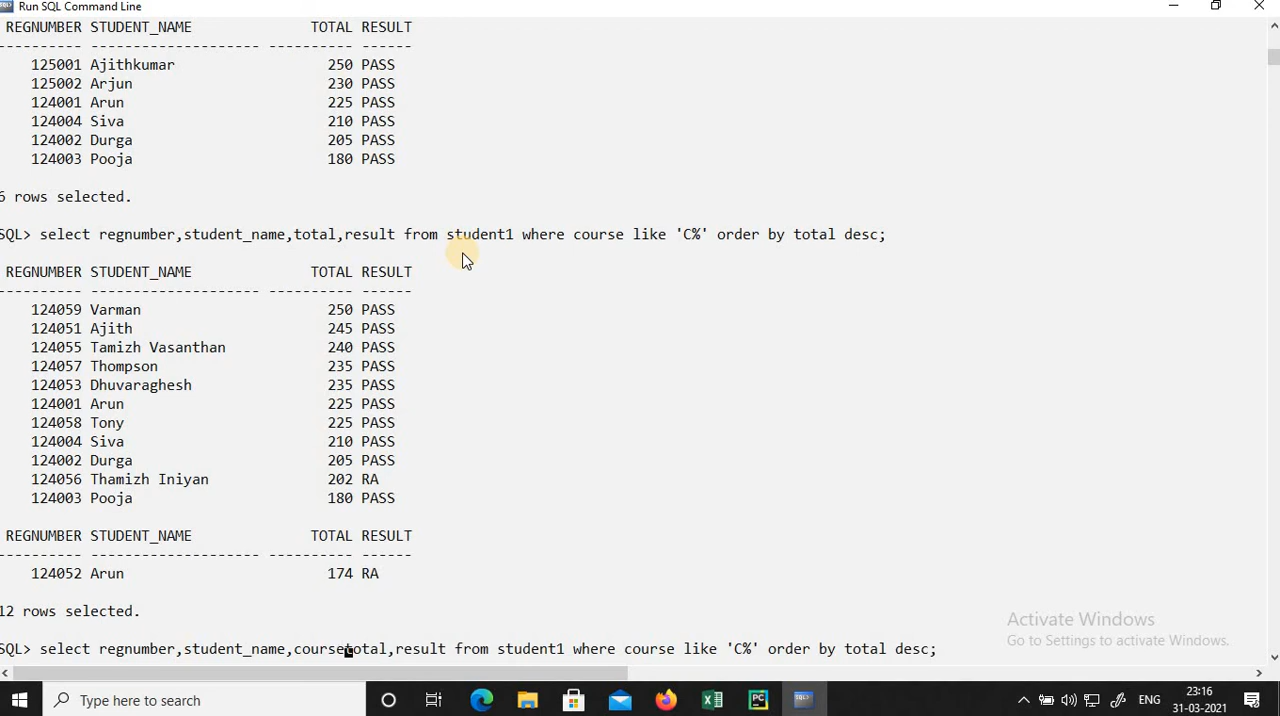 Run SQL Command Line
REGNUMBER STUDENT_NAME TOTAL RESULT
---------- -------------------- ---------- ------
125001 Ajithkumar 250 PASS
125002 Arjun 230 PASS
124001 Arun 225 PASS
124004 Siva 210 PASS
124002 Durga 205 PASS
124003 Pooja 180 PASS
6 rows selected.
SQL> select regnumber,student_name,total,result from student1 where course like 'C%' order by total desc;
REGNUMBER STUDENT_NAME TOTAL RESULT
---------- -------------------- ---------- ------
124059 Varman 250 PASS
124051 Ajith 245 PASS
124055 Tamizh Vasanthan 240 PASS
124057 Thompson 235 PASS
124053 Dhuvaraghesh 235 PASS
124001 Arun 225 PASS
124058 Tony 225 PASS
124004 Siva 210 PASS
124002 Durga 205 PASS
124056 Thamizh Iniyan 202 RA
124003 Pooja 180 PASS
REGNUMBER STUDENT_NAME TOTAL RESULT
---------- -------------------- ---------- ------
124052 Arun 174 RA
12 rows selected.
SQL> select regnumber,student_name,coursetotal,result from student1 where course like 'C%' order by total desc;
Activate Windows
Go to Settings to activate Windows.
Type here to search
ENG
23:16
31-03-2021